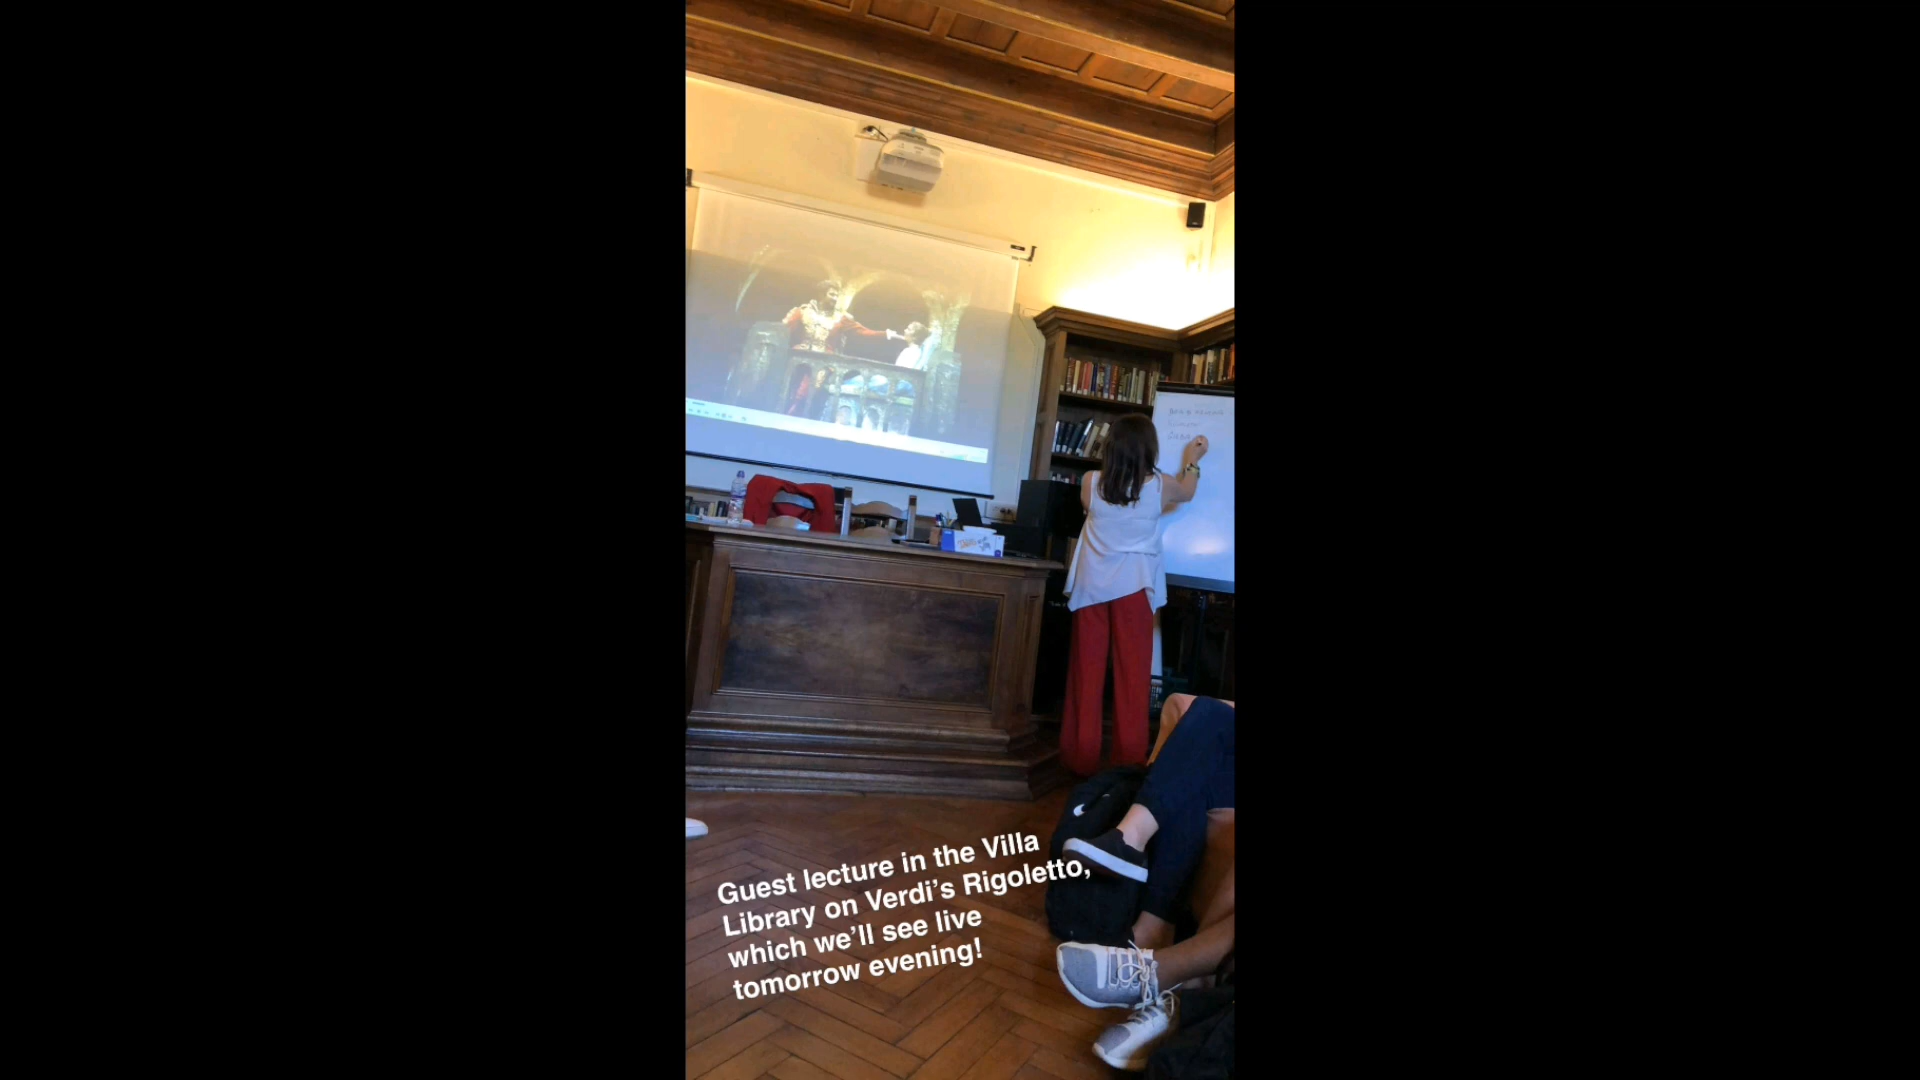 Guest lecture in the Villa
Library on Verdi's Rigoletto,
which we'll see live
tomorrow evening!